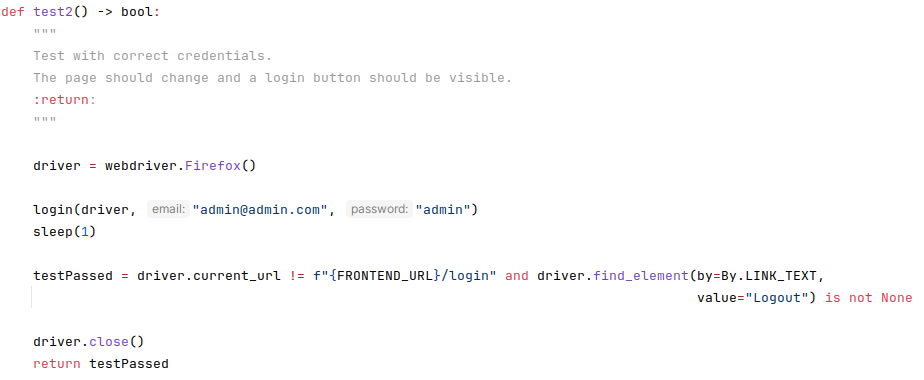 def test2() -> bool:
    """
    Test with correct credentials.
    The page should change and a login button should be visible.
    :return:
    """

    driver = webdriver.Firefox()

    login(driver, email: "admin@admin.com", password: "admin")
    sleep(1)

    testPassed = driver.current_url != f"{FRONTEND_URL}/login" and driver.find_element(by=By.LINK_TEXT,
                                                                                       value="Logout") is not None

    driver.close()
    return testPassed